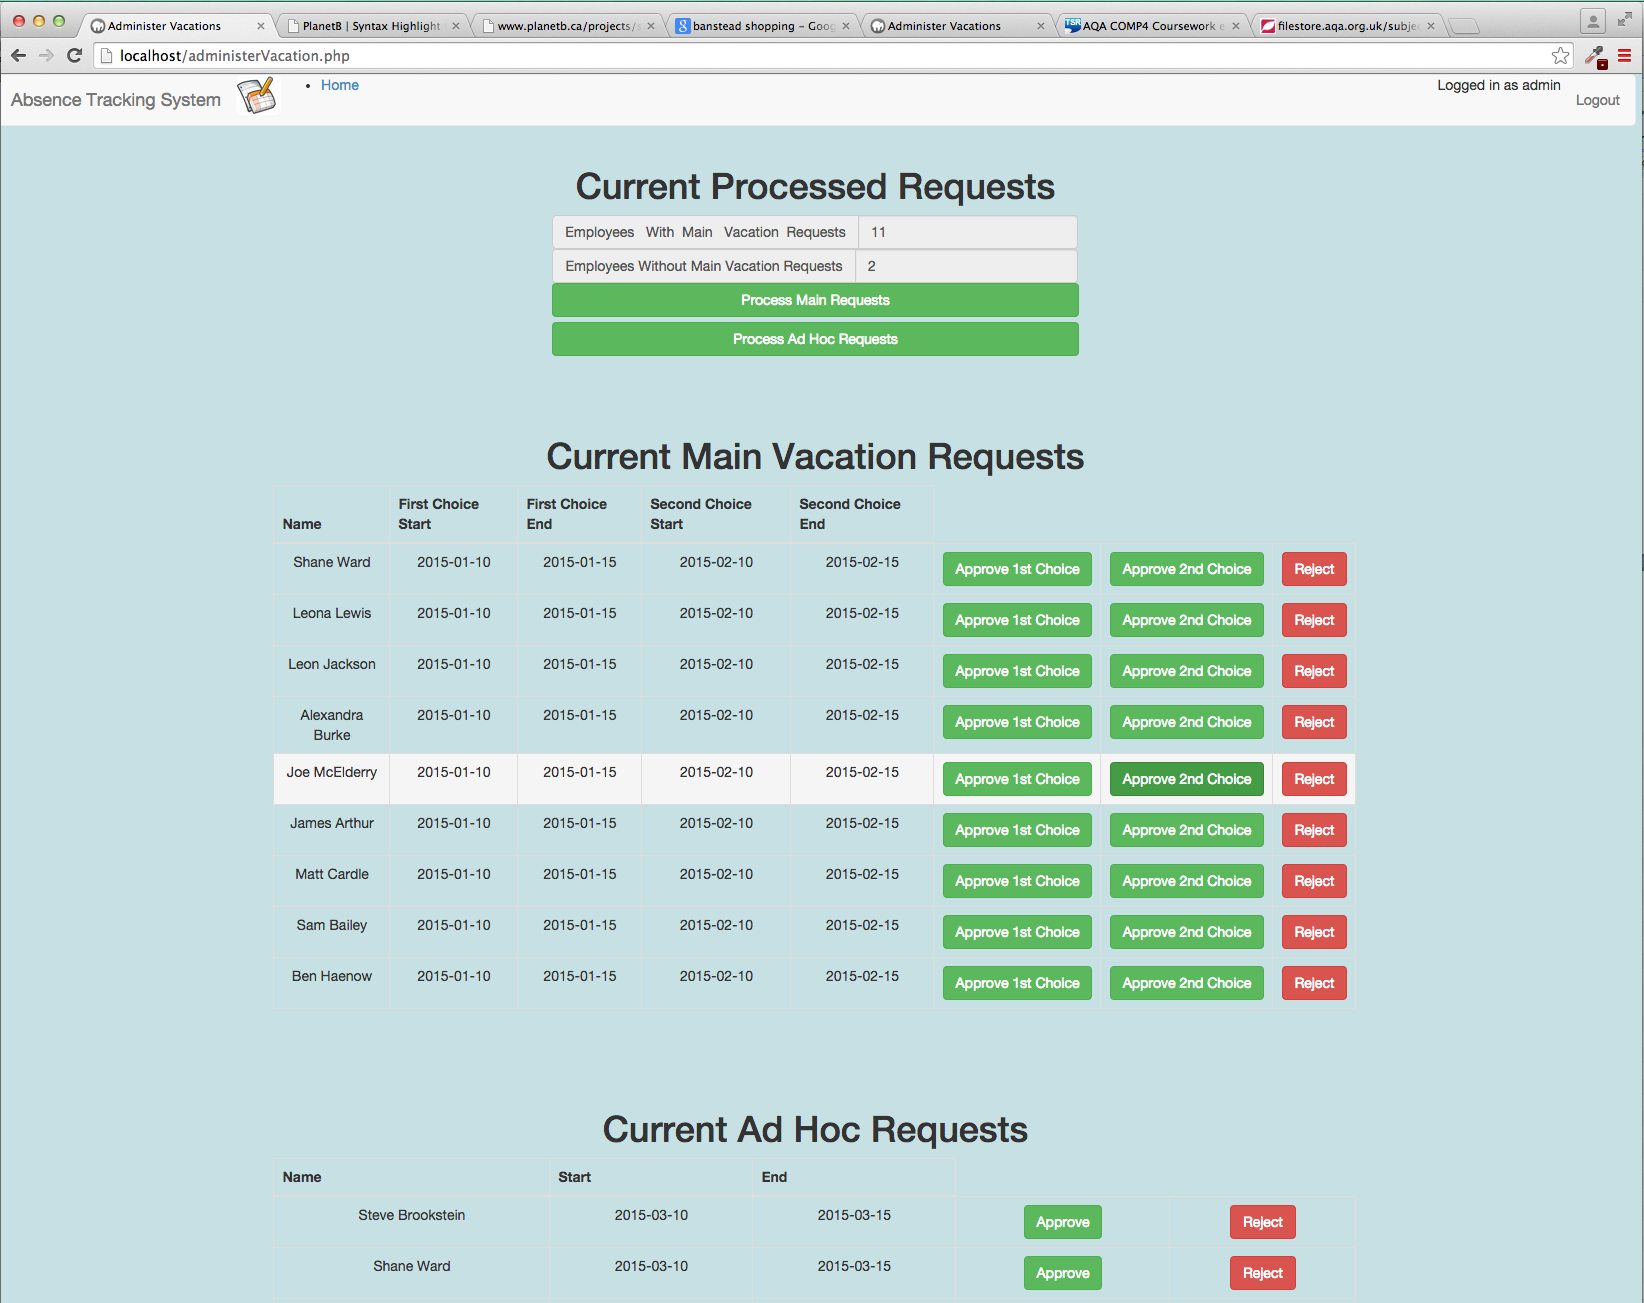 Administer Vacations
PlanetB | Syntax Highlight
www.planetb.ca/projects/s
banstead shopping - Goog
Administer Vacations
AQA COMP4 Coursework e
filestore.aqa.org.uk/subje
localhost/administerVacation.php
Absence Tracking System
• Home
Logged in as admin
Logout
Current Processed Requests
Employees With Main Vacation Requests 11
Employees Without Main Vacation Requests 2
Process Main Requests
Process Ad Hoc Requests
Current Main Vacation Requests
Name First Choice Start First Choice End Second Choice Start Second Choice End
Shane Ward 2015-01-10 2015-01-15 2015-02-10 2015-02-15 Approve 1st Choice Approve 2nd Choice Reject
Leona Lewis 2015-01-10 2015-01-15 2015-02-10 2015-02-15 Approve 1st Choice Approve 2nd Choice Reject
Leon Jackson 2015-01-10 2015-01-15 2015-02-10 2015-02-15 Approve 1st Choice Approve 2nd Choice Reject
Alexandra Burke 2015-01-10 2015-01-15 2015-02-10 2015-02-15 Approve 1st Choice Approve 2nd Choice Reject
Joe McElderry 2015-01-10 2015-01-15 2015-02-10 2015-02-15 Approve 1st Choice Approve 2nd Choice Reject
James Arthur 2015-01-10 2015-01-15 2015-02-10 2015-02-15 Approve 1st Choice Approve 2nd Choice Reject
Matt Cardle 2015-01-10 2015-01-15 2015-02-10 2015-02-15 Approve 1st Choice Approve 2nd Choice Reject
Sam Bailey 2015-01-10 2015-01-15 2015-02-10 2015-02-15 Approve 1st Choice Approve 2nd Choice Reject
Ben Haenow 2015-01-10 2015-01-15 2015-02-10 2015-02-15 Approve 1st Choice Approve 2nd Choice Reject
Current Ad Hoc Requests
Name Start End
Steve Brookstein 2015-03-10 2015-03-15 Approve Reject
Shane Ward 2015-03-10 2015-03-15 Approve Reject